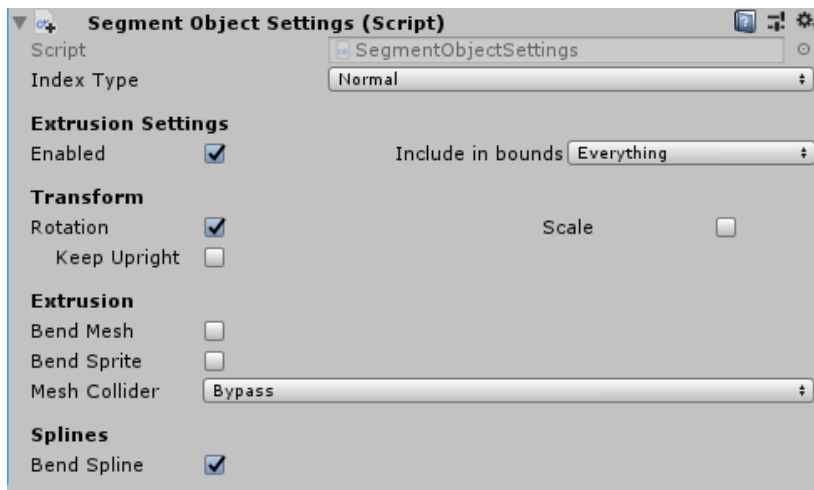 Segment Object Settings (Script)
Script SegmentObjectSettings
Index Type Normal
Extrusion Settings
Enabled Include in bounds Everything
Transform
Rotation Scale
Keep Upright
Extrusion
Bend Mesh
Bend Sprite
Mesh Collider Bypass
Splines
Bend Spline